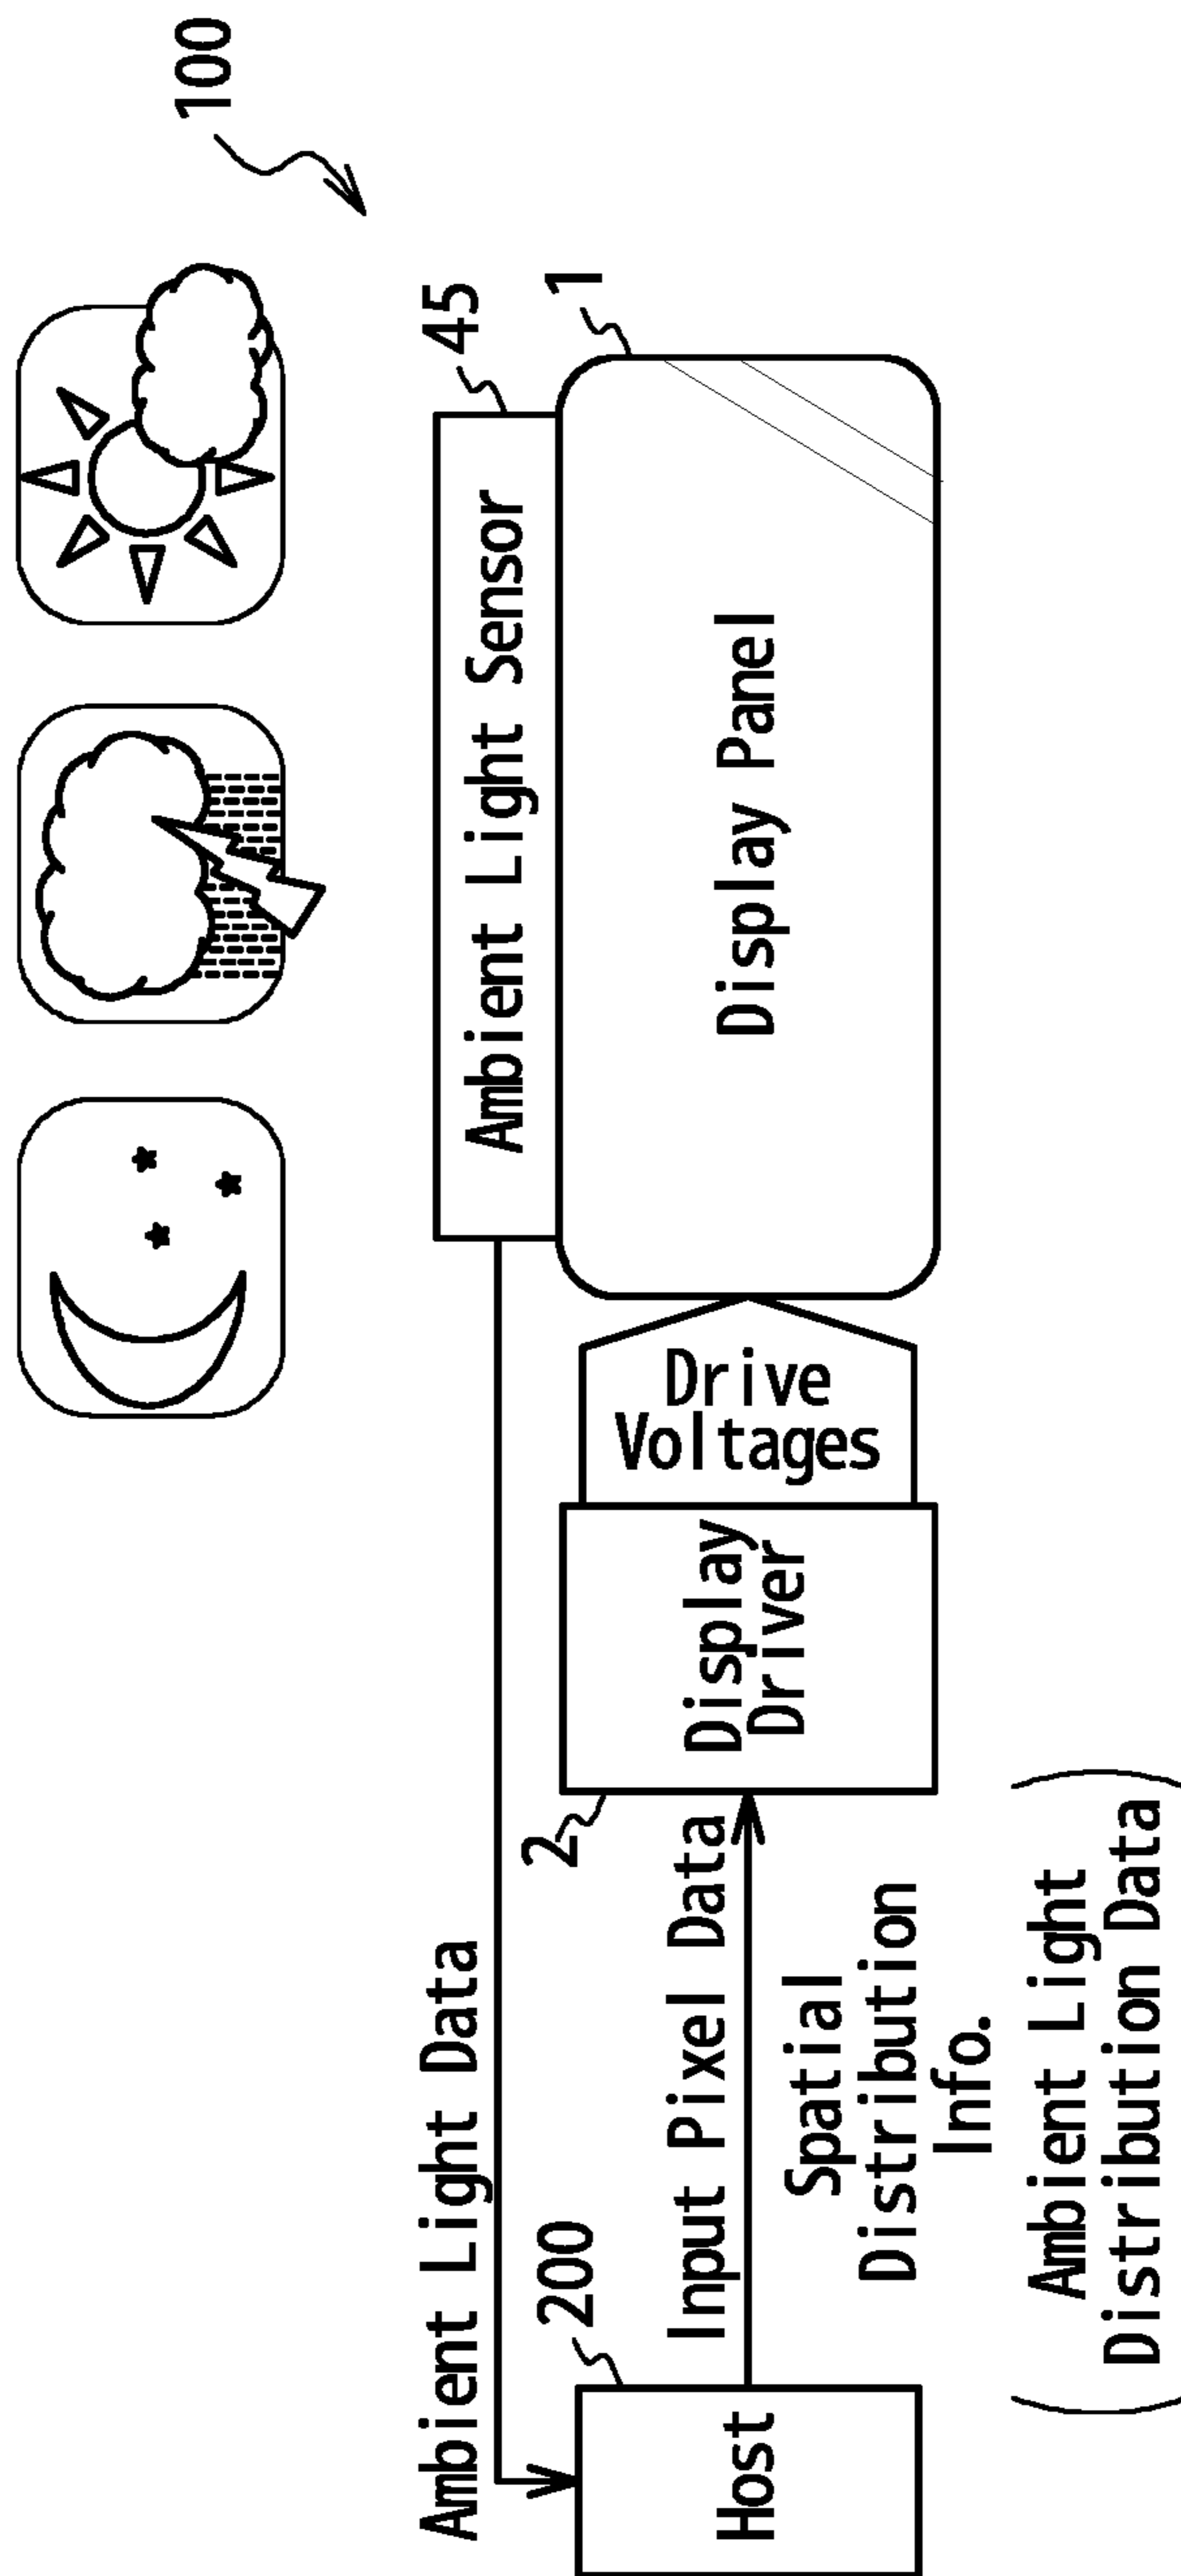 100
45
Ambient Light Sensor
1
Display Panel
Ambient Light Data
200
Host
Input Pixel Data
Spatial
Distribution
Info.
Ambient Light
Distribution Data
2
Display
Driver
Drive
Voltages